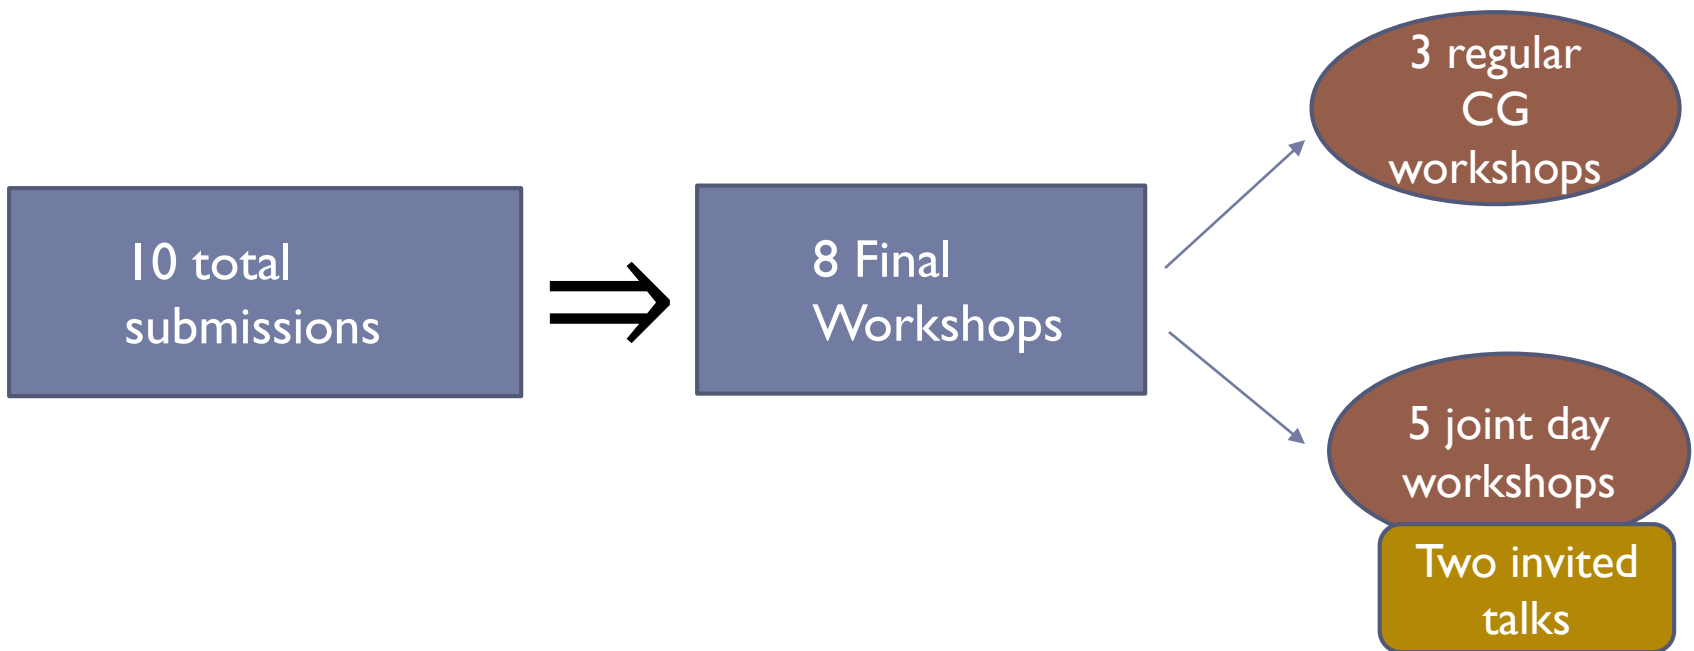 10 total
submissions
⇒
8 Final
Workshops
3 regular
CG
workshops
5 joint day
workshops
Two invited
talks